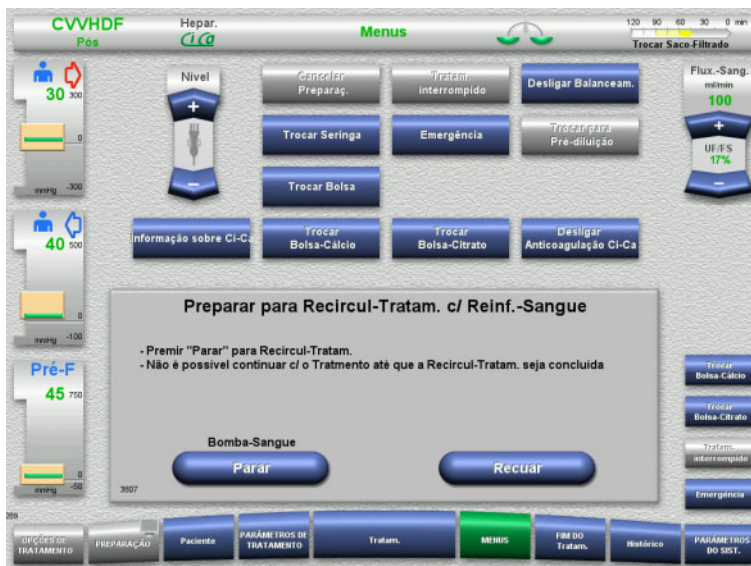 CVVHDF
Pós
Hepar.
CiCa
Menus
120 90 60 30 0 min
Trocar Saco-Filtrado
30 300
0
mmHg -300
40 500
0
mmHg -100
Pré-F
45 750
0
mmHg -50
Nível
+
−
Cancelar
Preparaç.
Tratam.
interrompido
Desligar Balanceam.
Trocar Seringa
Emergência
Trocar para
Pré-diluição
Trocar Bolsa
Informação sobre Ci-Ca
Trocar
Bolsa-Cálcio
Trocar
Bolsa-Citrato
Desligar
Anticoagulação Ci-Ca
Flux.-Sang.
ml/min
100
+
UF/FS
17%
−
Preparar para Recircul-Tratam. c/ Reinf.-Sangue
- Premir "Parar" para Recircul-Tratam.
- Não é possivel continuar c/ o Tratmento até que a Recircul-Tratam. seja concluída
Bomba-Sangue
Parar
Recuar
3807
Trocar
Bolsa-Cálcio
Trocar
Bolsa-Citrato
Tratam.
interrompido
Emergência
289
OPÇÕES DE
TRATAMENTO
PREPARAÇÃO
Paciente
PARÂMETROS DE
TRATAMENTO
Tratam.
MENUS
FIM DO
Tratam.
Histórico
PARÂMETROS
DO SIST.